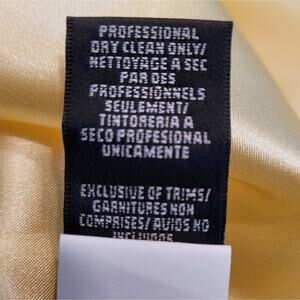 PROFESSIONAL
DRY CLEAN ONLY/
NETTOYAGE A SEC
PAR DES
PROFESSIONNELS
SEULEMENT/
TINTORERIA A
SECO PROFESIONAL
UNICAMENTE
EXCLUSIVE OF TRIMS/
GARNITURES NON
COMPRISES/ AVIOS NO
INCLUIDOS